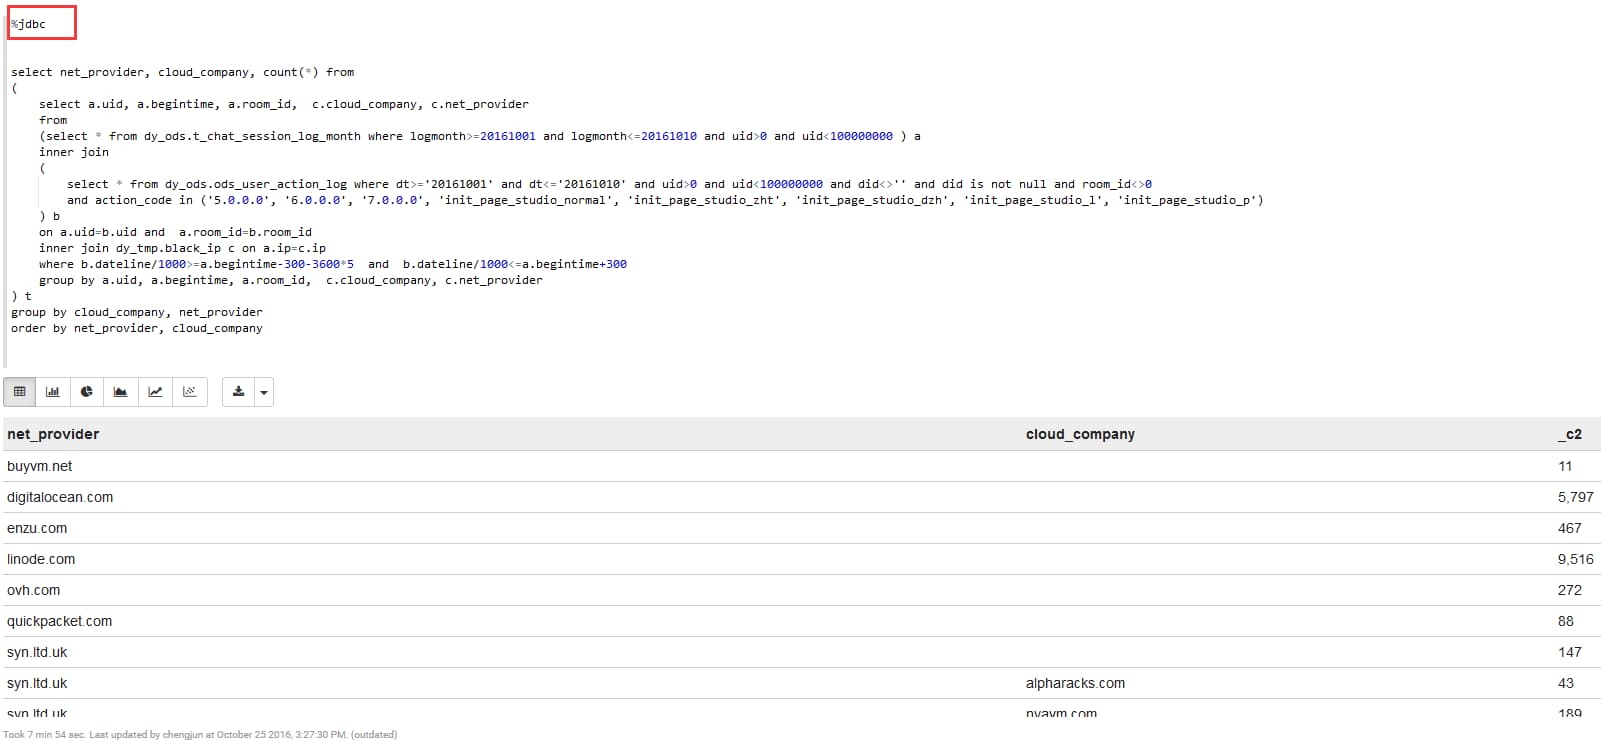 %jdbc
select net_provider, cloud_company, count(*) from
(
select a.uid, a.begintime, a.room_id,  c.cloud_company, c.net_provider
from
(select * from dy_ods.t_chat_session_log_month where logmonth>=20161001 and logmonth<=20161010 and uid>0 and uid<100000000 ) a
inner join
(
select * from dy_ods.ods_user_action_log where dt>='20161001' and dt<='20161010' and uid>0 and uid<100000000 and did<>'' and did is not null and room_id<>0
and action_code in ('5.0.0.0', '6.0.0.0', '7.0.0.0', 'init_page_studio_normal', 'init_page_studio_zht', 'init_page_studio_dzh', 'init_page_studio_l', 'init_page_studio_p')
) b
on a.uid=b.uid and  a.room_id=b.room_id
inner join dy_tmp.black_ip c on a.ip=c.ip
where b.dateline/1000>=a.begintime-300-3600*5  and  b.dateline/1000<=a.begintime+300
group by a.uid, a.begintime, a.room_id,  c.cloud_company, c.net_provider
) t
group by cloud_company, net_provider
order by net_provider, cloud_company
net_provider cloud_company _c2
buyvm.net 11
digitalocean.com 5,797
enzu.com 467
linode.com 9,516
ovh.com 272
quickpacket.com 88
syn.ltd.uk 147
syn.ltd.uk alpharacks.com 43
syn.ltd.uk nvavm.com 189
Took 7 min 54 sec. Last updated by chengjun at October 25 2016, 3:27:30 PM. (outdated)